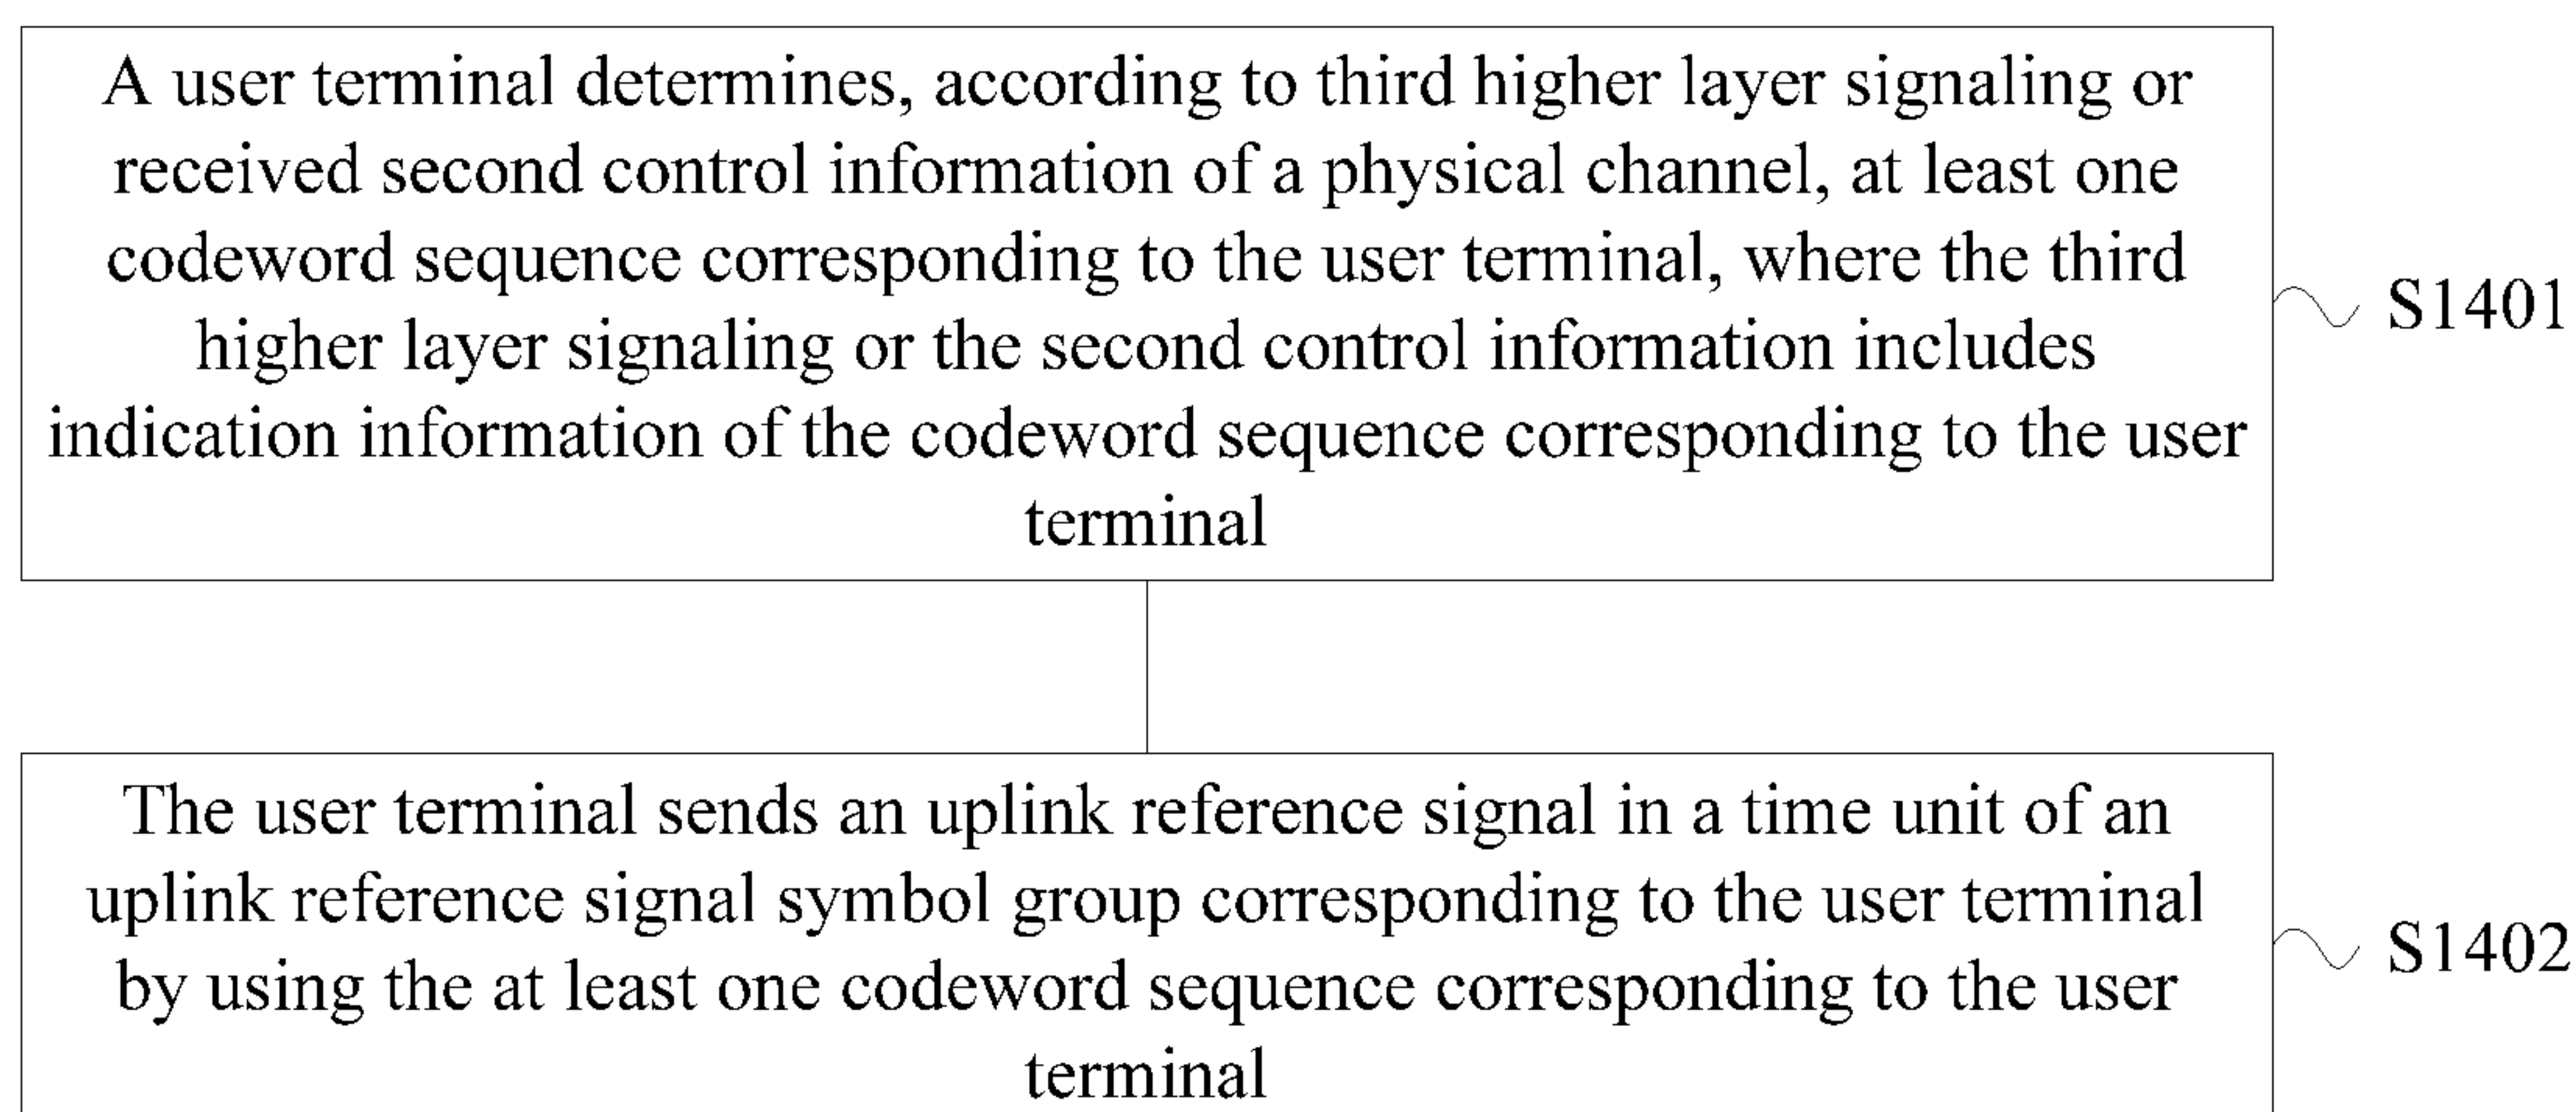 A user terminal determines, according to third higher layer signaling or
received second control information of a physical channel, at least one
codeword sequence corresponding to the user terminal, where the third
higher layer signaling or the second control information includes
indication information of the codeword sequence corresponding to the user
terminal
S1401
The user terminal sends an uplink reference signal in a time unit of an
uplink reference signal symbol group corresponding to the user terminal
by using the at least one codeword sequence corresponding to the user
terminal
S1402